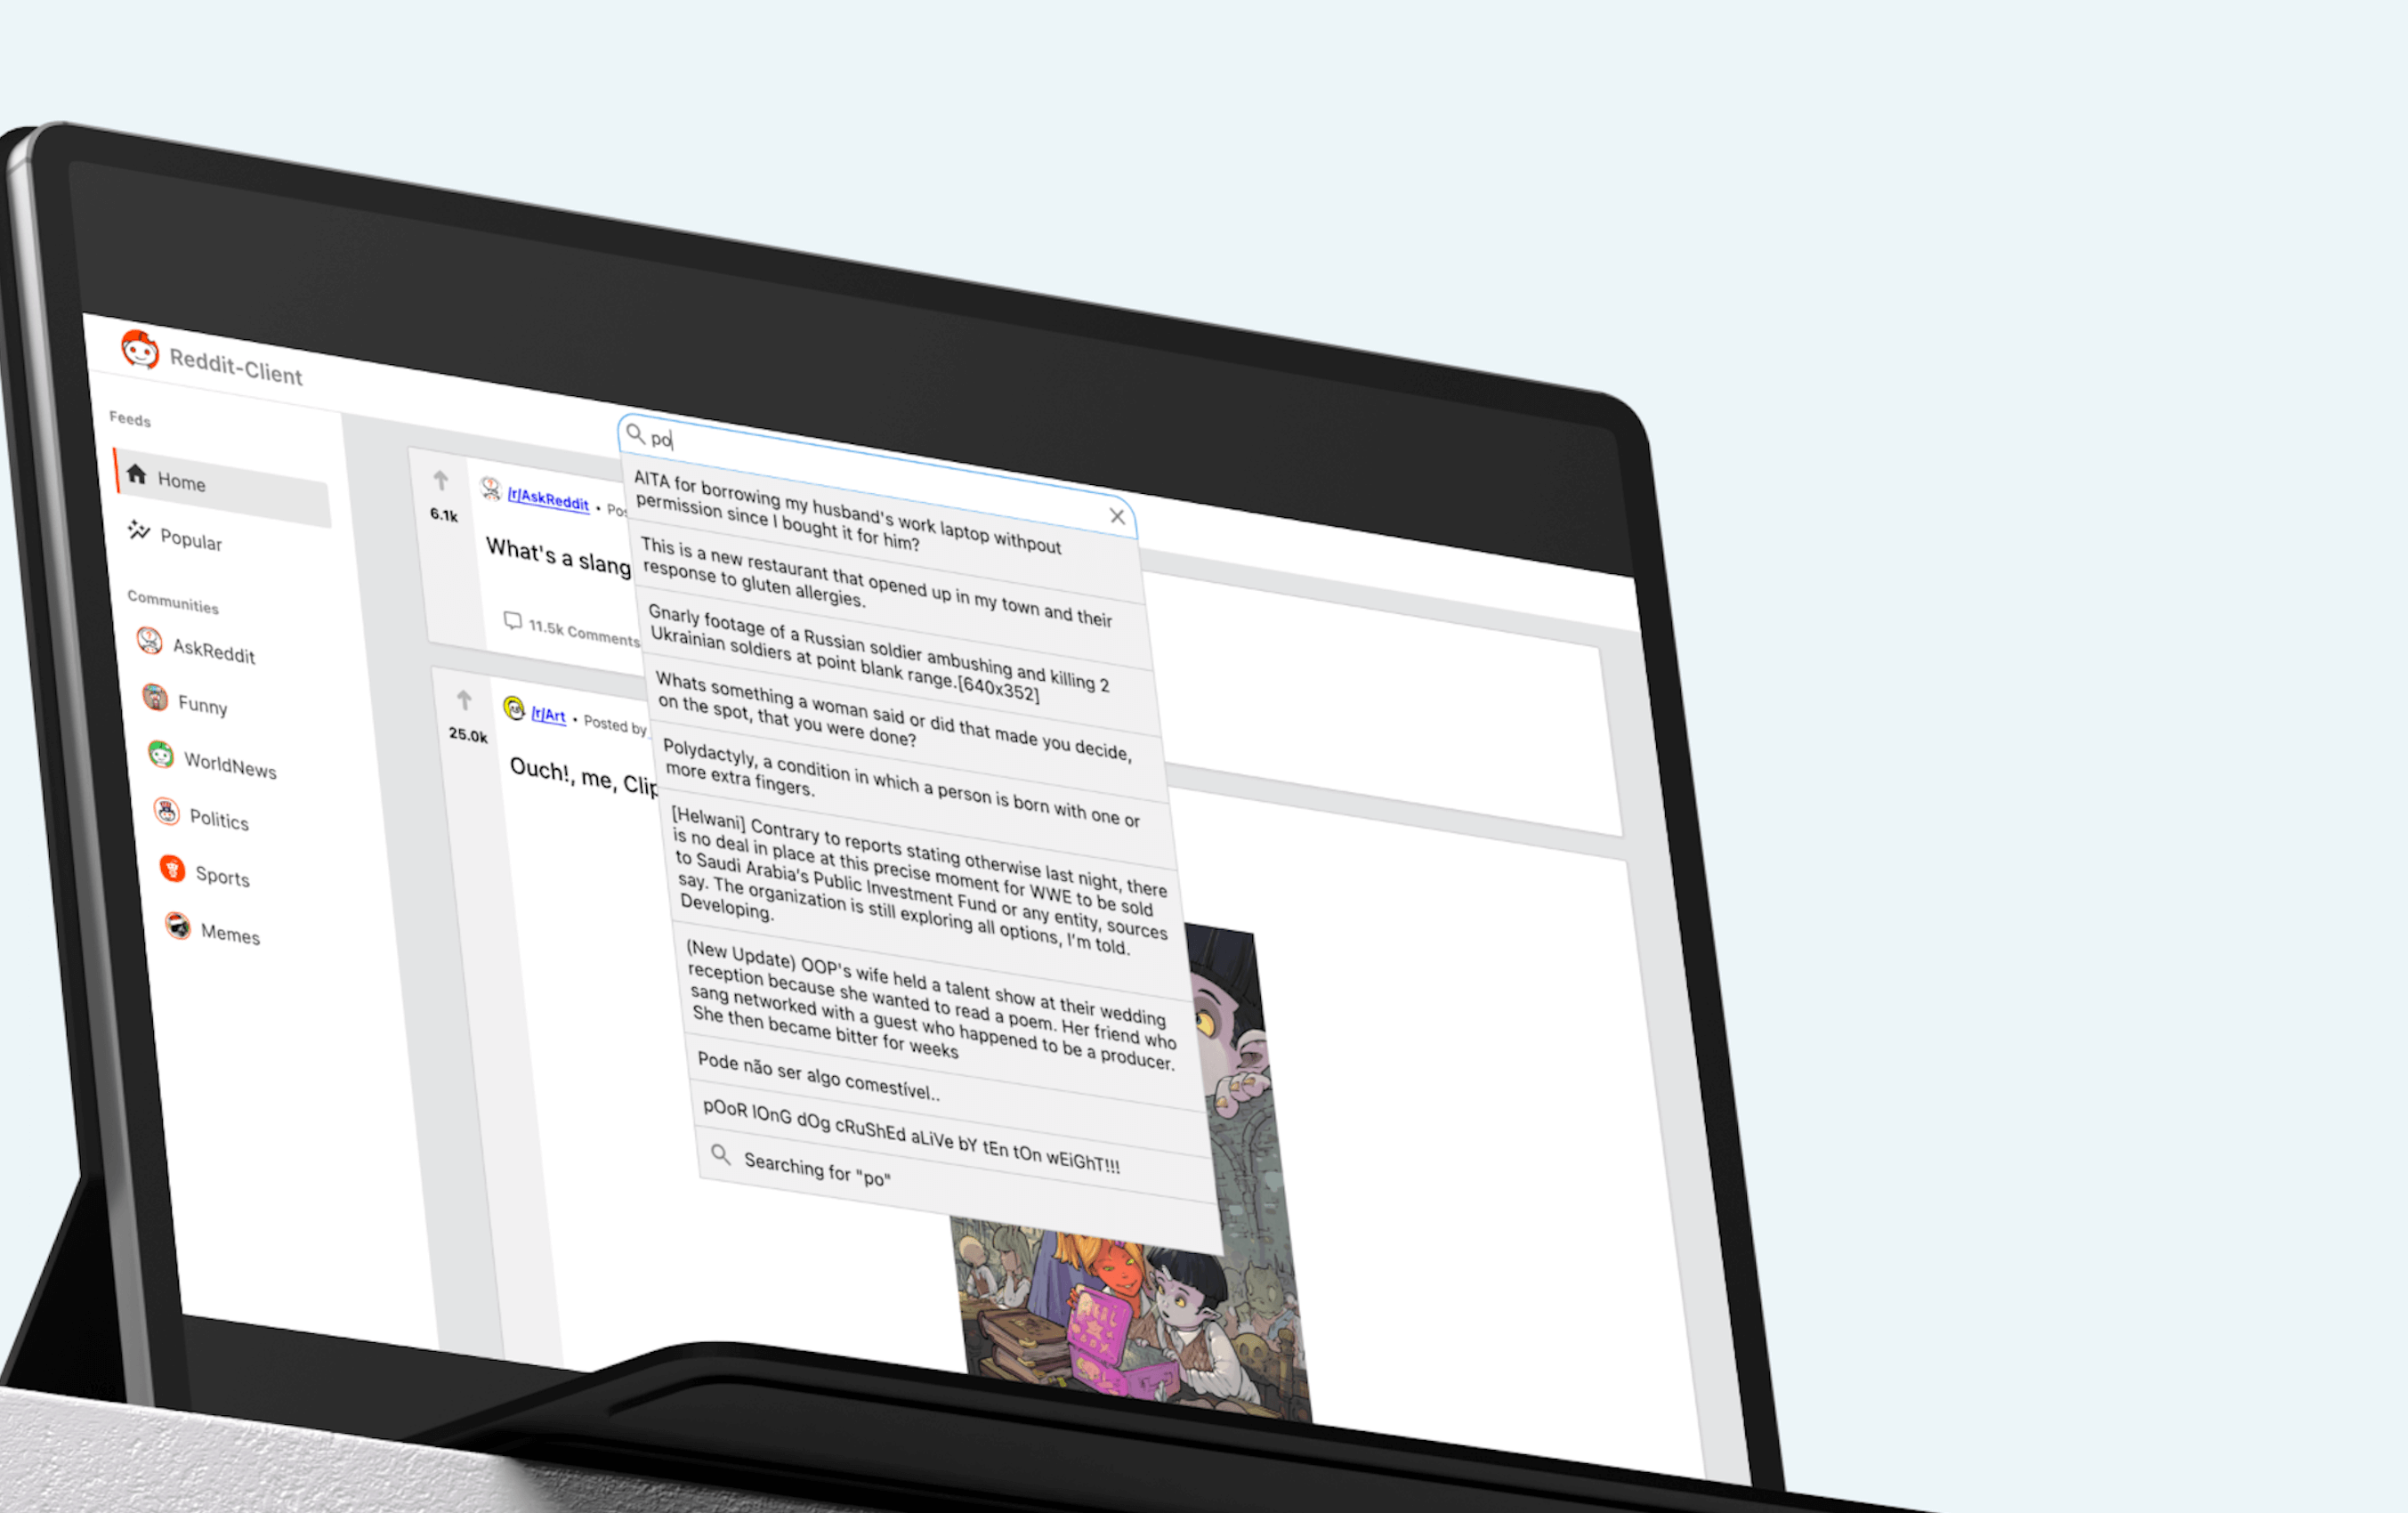 Reddit-Client
Feeds
Home
Popular
Communities
AskReddit
Funny
WorldNews
Politics
Sports
Memes
po
AITA for borrowing my husband's work laptop withpout
permission since I bought it for him?
This is a new restaurant that opened up in my town and their
response to gluten allergies.
Gnarly footage of a Russian soldier ambushing and killing 2
Ukrainian soldiers at point blank range.[640x352]
Whats something a woman said or did that made you decide,
on the spot, that you were done?
Polydactyly, a condition in which a person is born with one or
more extra fingers.
[Helwani] Contrary to reports stating otherwise last night, there
is no deal in place at this precise moment for WWE to be sold
to Saudi Arabia's Public Investment Fund or any entity, sources
say. The organization is still exploring all options, I'm told.
Developing.
(New Update) OOP's wife held a talent show at their wedding
reception because she wanted to read a poem. Her friend who
sang networked with a guest who happened to be a producer.
She then became bitter for weeks
Pode não ser algo comestível..
pOoR lOnG dOg cRuShEd aLiVe bY tEn tOn wEiGhT!!!
Searching for "po"
6.1k
/r/AskReddit • Pos
What's a slang
11.5k Comments
25.0k
/r/Art • Posted by
Ouch!, me, Clip